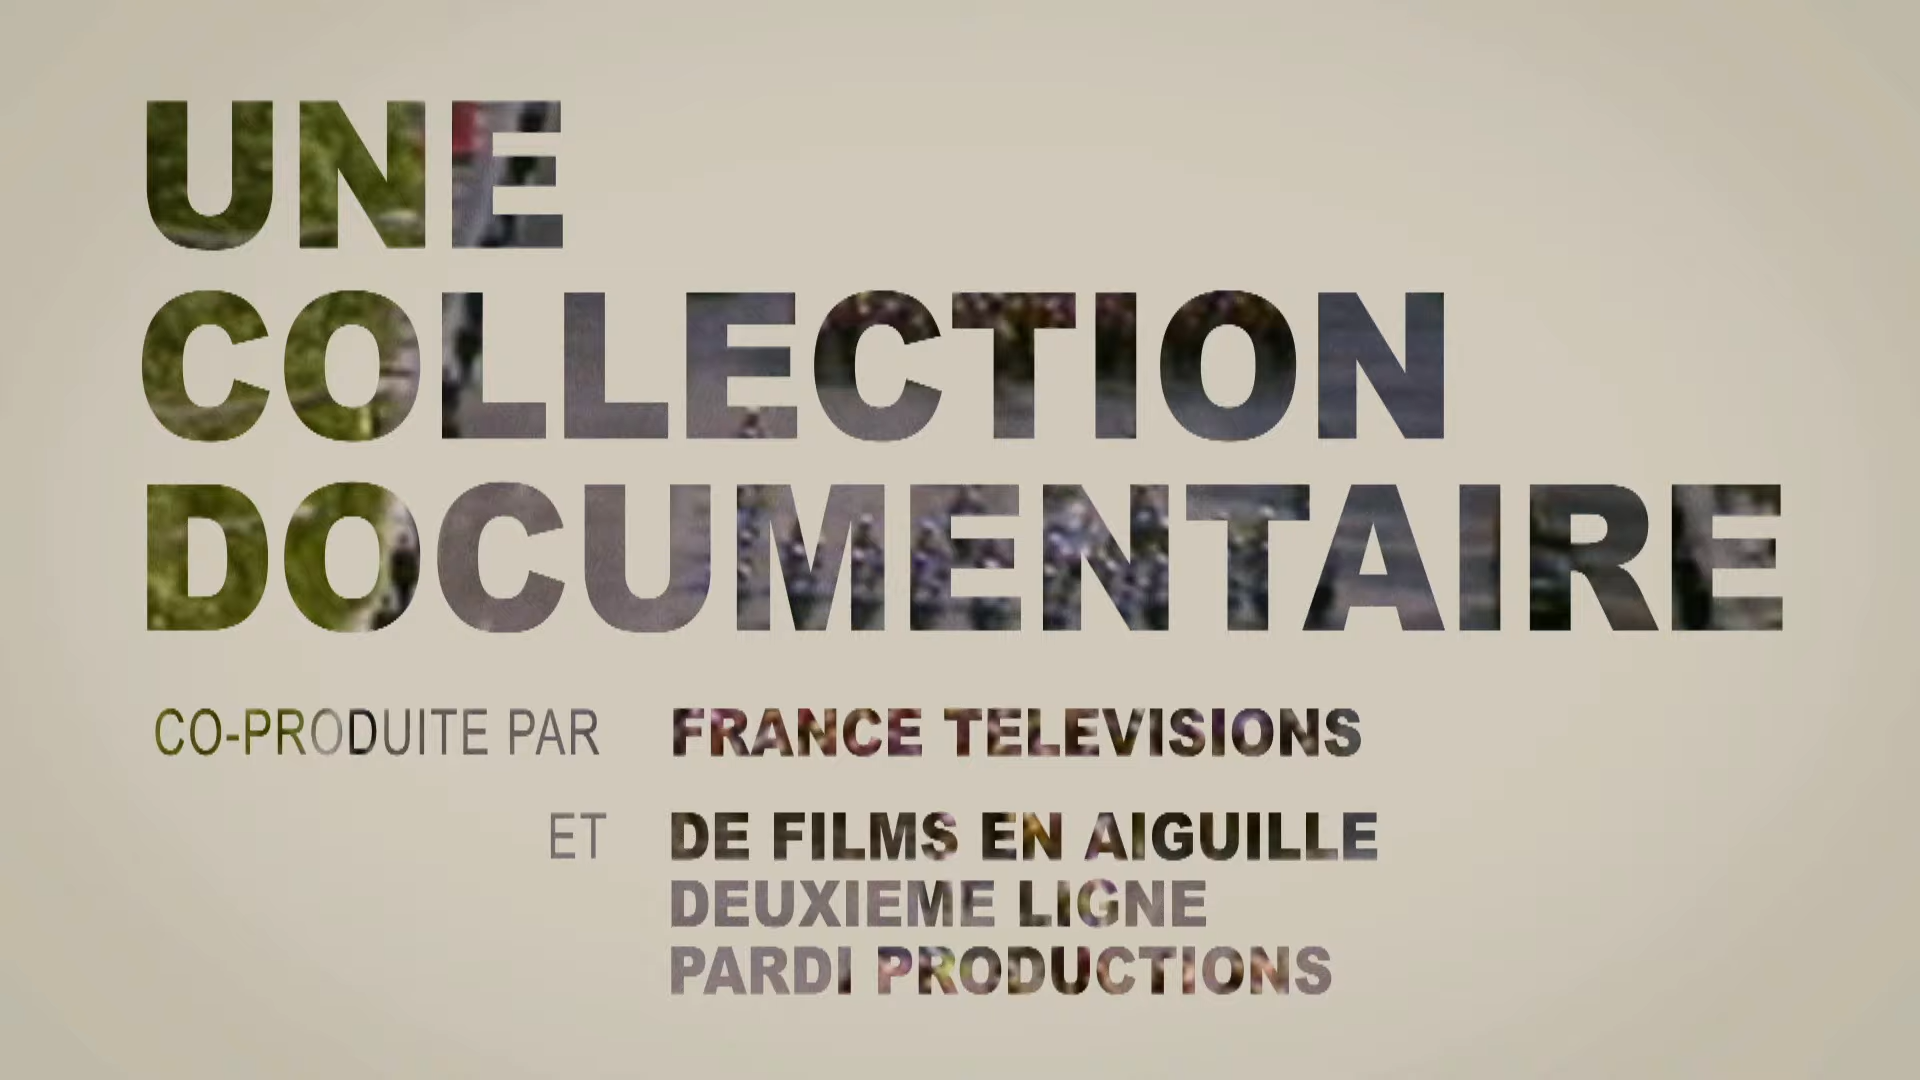 UNE
COLLECTION
DOCUMENTAIRE
CO-PRODUITE PAR FRANCE TELEVISIONS
ET DE FILMS EN AIGUILLE
DEUXIEME LIGNE
PARDI PRODUCTIONS